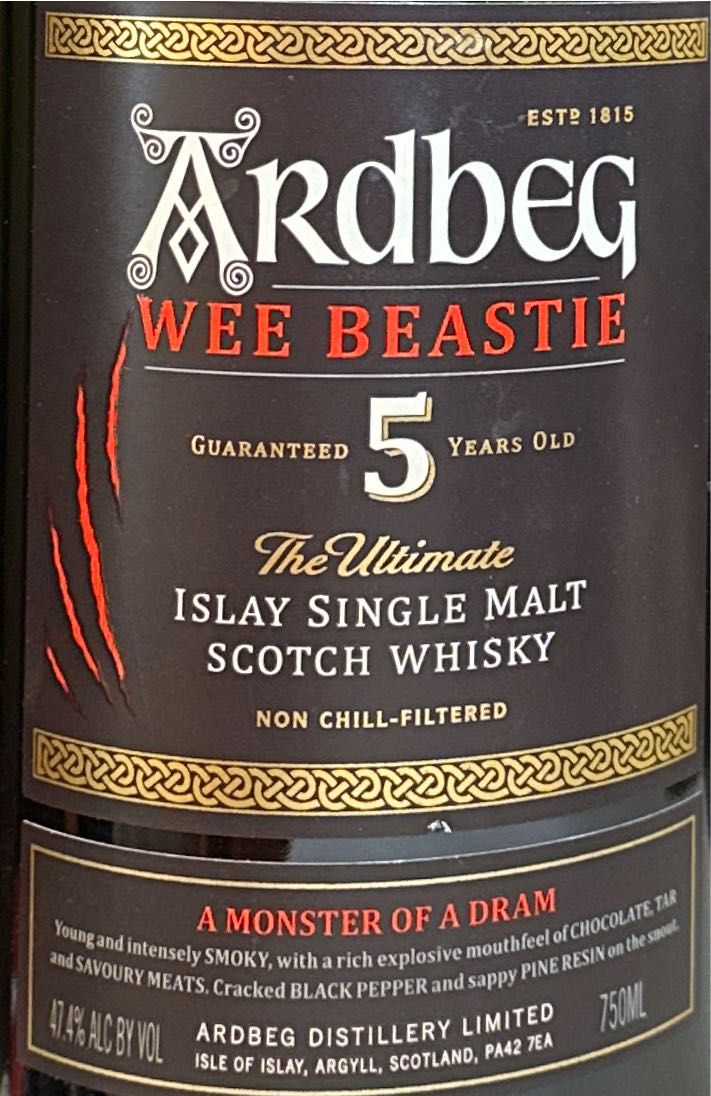 ESTD 1815
ARdbEG
WEE BEASTIE
GUARANTEED 5 YEARS OLD
The Ultimate
ISLAY SINGLE MALT
SCOTCH WHISKY
NON CHILL-FILTERED
A MONSTER OF A DRAM
Young and intensely SMOKY, with a rich explosive mouthfeel of CHOCOLATE, TAR
and SAVOURY MEATS. Cracked BLACK PEPPER and sappy PINE RESIN on the snout.
47.4% ALC BY VOL ARDBEG DISTILLERY LIMITED 750ML
ISLE OF ISLAY, ARGYLL, SCOTLAND, PA42 7EA